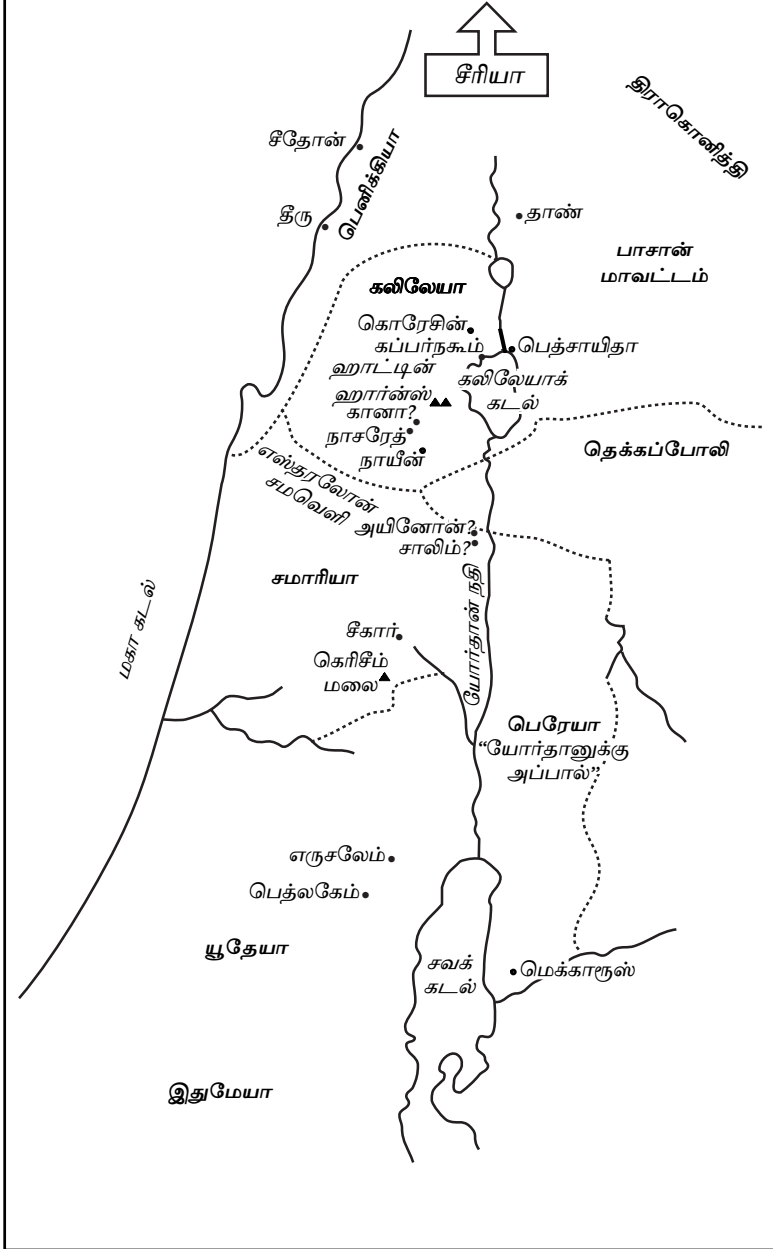 சீரியா
திராகொனித்தி
சீதோன்
பெனிக்கியா
தீரு
தாண்
பாசான்
மாவட்டம்
கலிலேயா
கொரேசின்
கப்பர்நகூம்
பெத்சாயிதா
ஹாட்டின்
ஹார்ன்ஸ்
கலிலேயாக்
கடல்
கானா?
நாசரேத்
நாயீன்
தெக்கப்போலி
எஸ்தரலோன்
சமவெளி
அயினோன்?
சாலிம்?
சமாரியா
மகா கடல்
யோர்தான் நதி
சீகார்
கெரிசீம்
மலை
பெரேயா
“யோர்தானுக்கு
அப்பால்”
எருசலேம்
பெத்லகேம்
யூதேயா
சவக்
கடல்
மெக்காரூஸ்
இதுமேயா